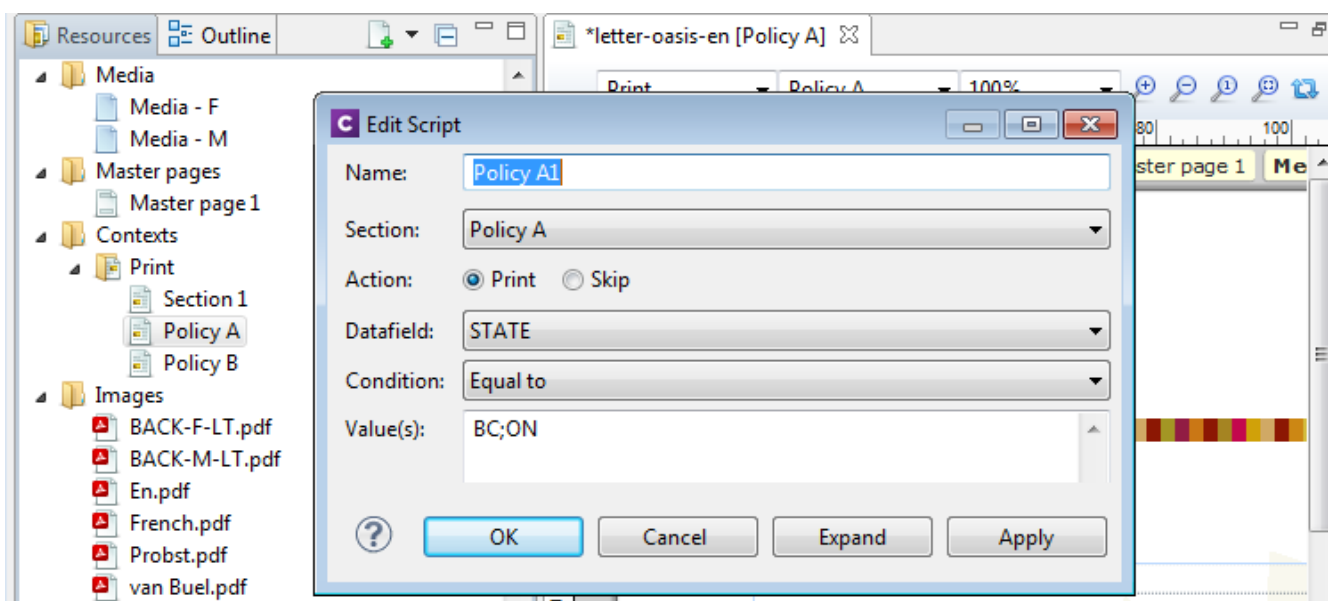 Resources Outline
*letter-oasis-en [Policy A]
Media
Media - F
Media - M
Master pages
Master page 1
Contexts
Print
Section 1
Policy A
Policy B
Images
BACK-F-LT.pdf
BACK-M-LT.pdf
En.pdf
French.pdf
Probst.pdf
van Buel.pdf
Print Policy A 100%
80 100
ster page 1 Me
C Edit Script
Name: Policy A1
Section: Policy A
Action: Print Skip
Datafield: STATE
Condition: Equal to
Value(s): BC;ON
? OK Cancel Expand Apply